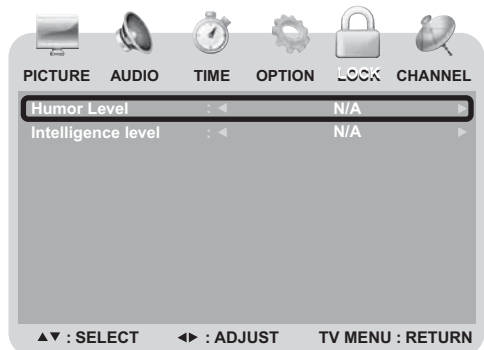 PICTURE AUDIO TIME OPTION LOCK CHANNEL
Humor Level : ◄ N/A ►
Intelligence level : ◄ N/A ►
▲▼ : SELECT ◄► : ADJUST TV MENU : RETURN